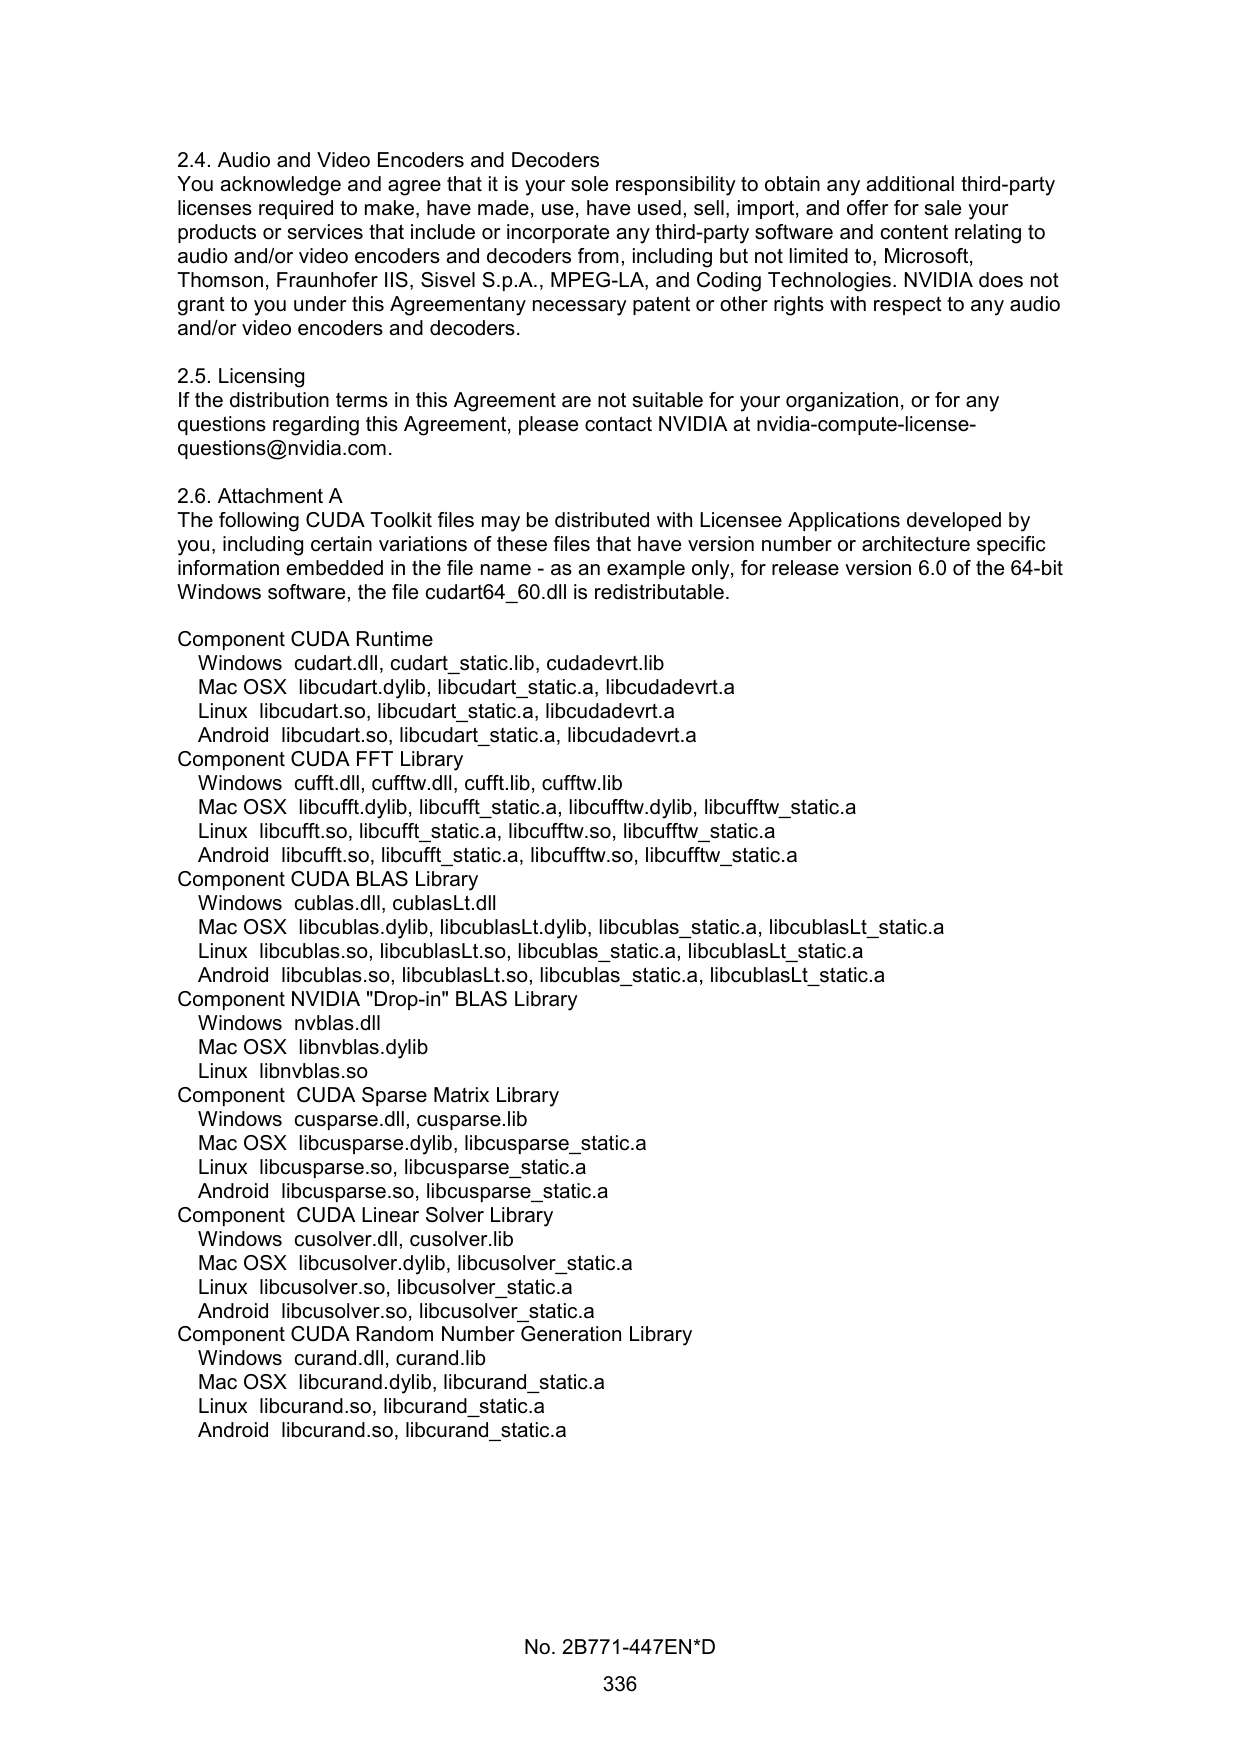 2.4. Audio and Video Encoders and Decoders
You acknowledge and agree that it is your sole responsibility to obtain any additional third-party
licenses required to make, have made, use, have used, sell, import, and offer for sale your
products or services that include or incorporate any third-party software and content relating to
audio and/or video encoders and decoders from, including but not limited to, Microsoft,
Thomson, Fraunhofer IIS, Sisvel S.p.A., MPEG-LA, and Coding Technologies. NVIDIA does not
grant to you under this Agreementany necessary patent or other rights with respect to any audio
and/or video encoders and decoders.
2.5. Licensing
If the distribution terms in this Agreement are not suitable for your organization, or for any
questions regarding this Agreement, please contact NVIDIA at nvidia-compute-license-
questions@nvidia.com.
2.6. Attachment A
The following CUDA Toolkit files may be distributed with Licensee Applications developed by
you, including certain variations of these files that have version number or architecture specific
information embedded in the file name - as an example only, for release version 6.0 of the 64-bit
Windows software, the file cudart64_60.dll is redistributable.
Component CUDA Runtime
Windows  cudart.dll, cudart_static.lib, cudadevrt.lib
Mac OSX  libcudart.dylib, libcudart_static.a, libcudadevrt.a
Linux  libcudart.so, libcudart_static.a, libcudadevrt.a
Android  libcudart.so, libcudart_static.a, libcudadevrt.a
Component CUDA FFT Library
Windows  cufft.dll, cufftw.dll, cufft.lib, cufftw.lib
Mac OSX  libcufft.dylib, libcufft_static.a, libcufftw.dylib, libcufftw_static.a
Linux  libcufft.so, libcufft_static.a, libcufftw.so, libcufftw_static.a
Android  libcufft.so, libcufft_static.a, libcufftw.so, libcufftw_static.a
Component CUDA BLAS Library
Windows  cublas.dll, cublasLt.dll
Mac OSX  libcublas.dylib, libcublasLt.dylib, libcublas_static.a, libcublasLt_static.a
Linux  libcublas.so, libcublasLt.so, libcublas_static.a, libcublasLt_static.a
Android  libcublas.so, libcublasLt.so, libcublas_static.a, libcublasLt_static.a
Component NVIDIA "Drop-in" BLAS Library
Windows  nvblas.dll
Mac OSX  libnvblas.dylib
Linux  libnvblas.so
Component  CUDA Sparse Matrix Library
Windows  cusparse.dll, cusparse.lib
Mac OSX  libcusparse.dylib, libcusparse_static.a
Linux  libcusparse.so, libcusparse_static.a
Android  libcusparse.so, libcusparse_static.a
Component  CUDA Linear Solver Library
Windows  cusolver.dll, cusolver.lib
Mac OSX  libcusolver.dylib, libcusolver_static.a
Linux  libcusolver.so, libcusolver_static.a
Android  libcusolver.so, libcusolver_static.a
Component CUDA Random Number Generation Library
Windows  curand.dll, curand.lib
Mac OSX  libcurand.dylib, libcurand_static.a
Linux  libcurand.so, libcurand_static.a
Android  libcurand.so, libcurand_static.a
No. 2B771-447EN*D
336